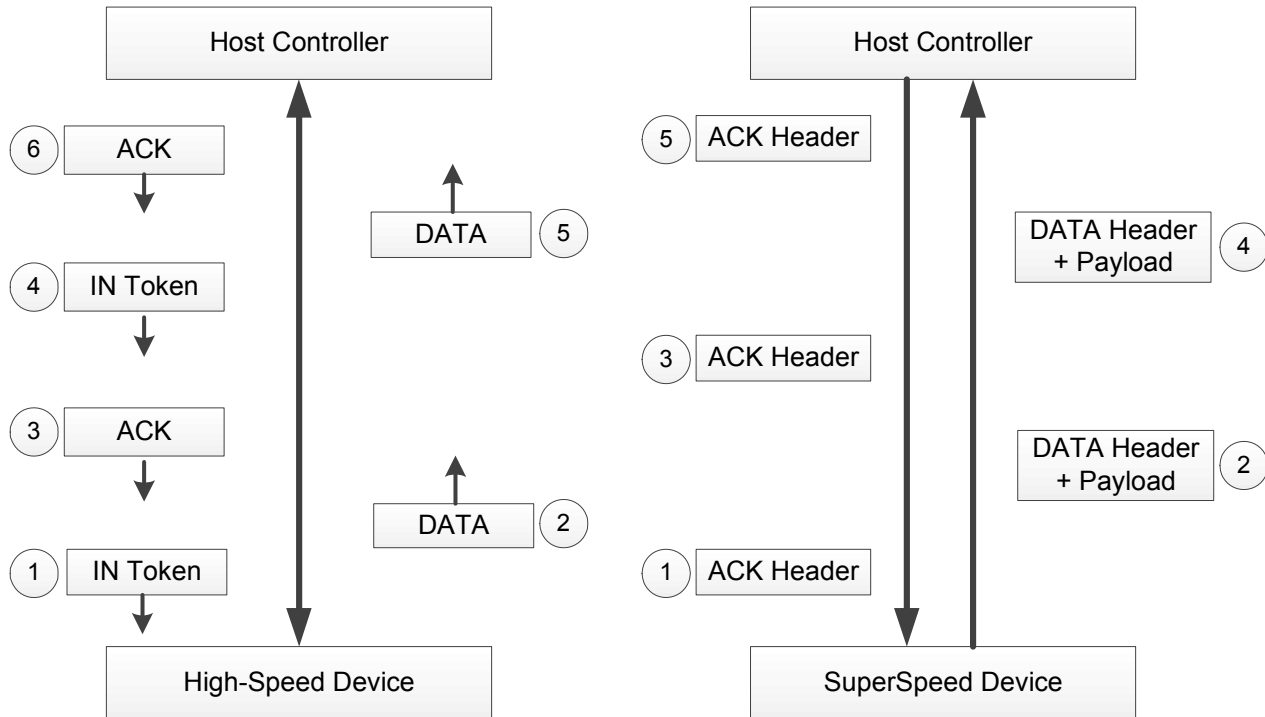 Host Controller
6
ACK
DATA
5
4
IN Token
3
ACK
DATA
2
1
IN Token
High-Speed Device
Host Controller
5
ACK Header
DATA Header
+ Payload
4
3
ACK Header
DATA Header
+ Payload
2
1
ACK Header
SuperSpeed Device